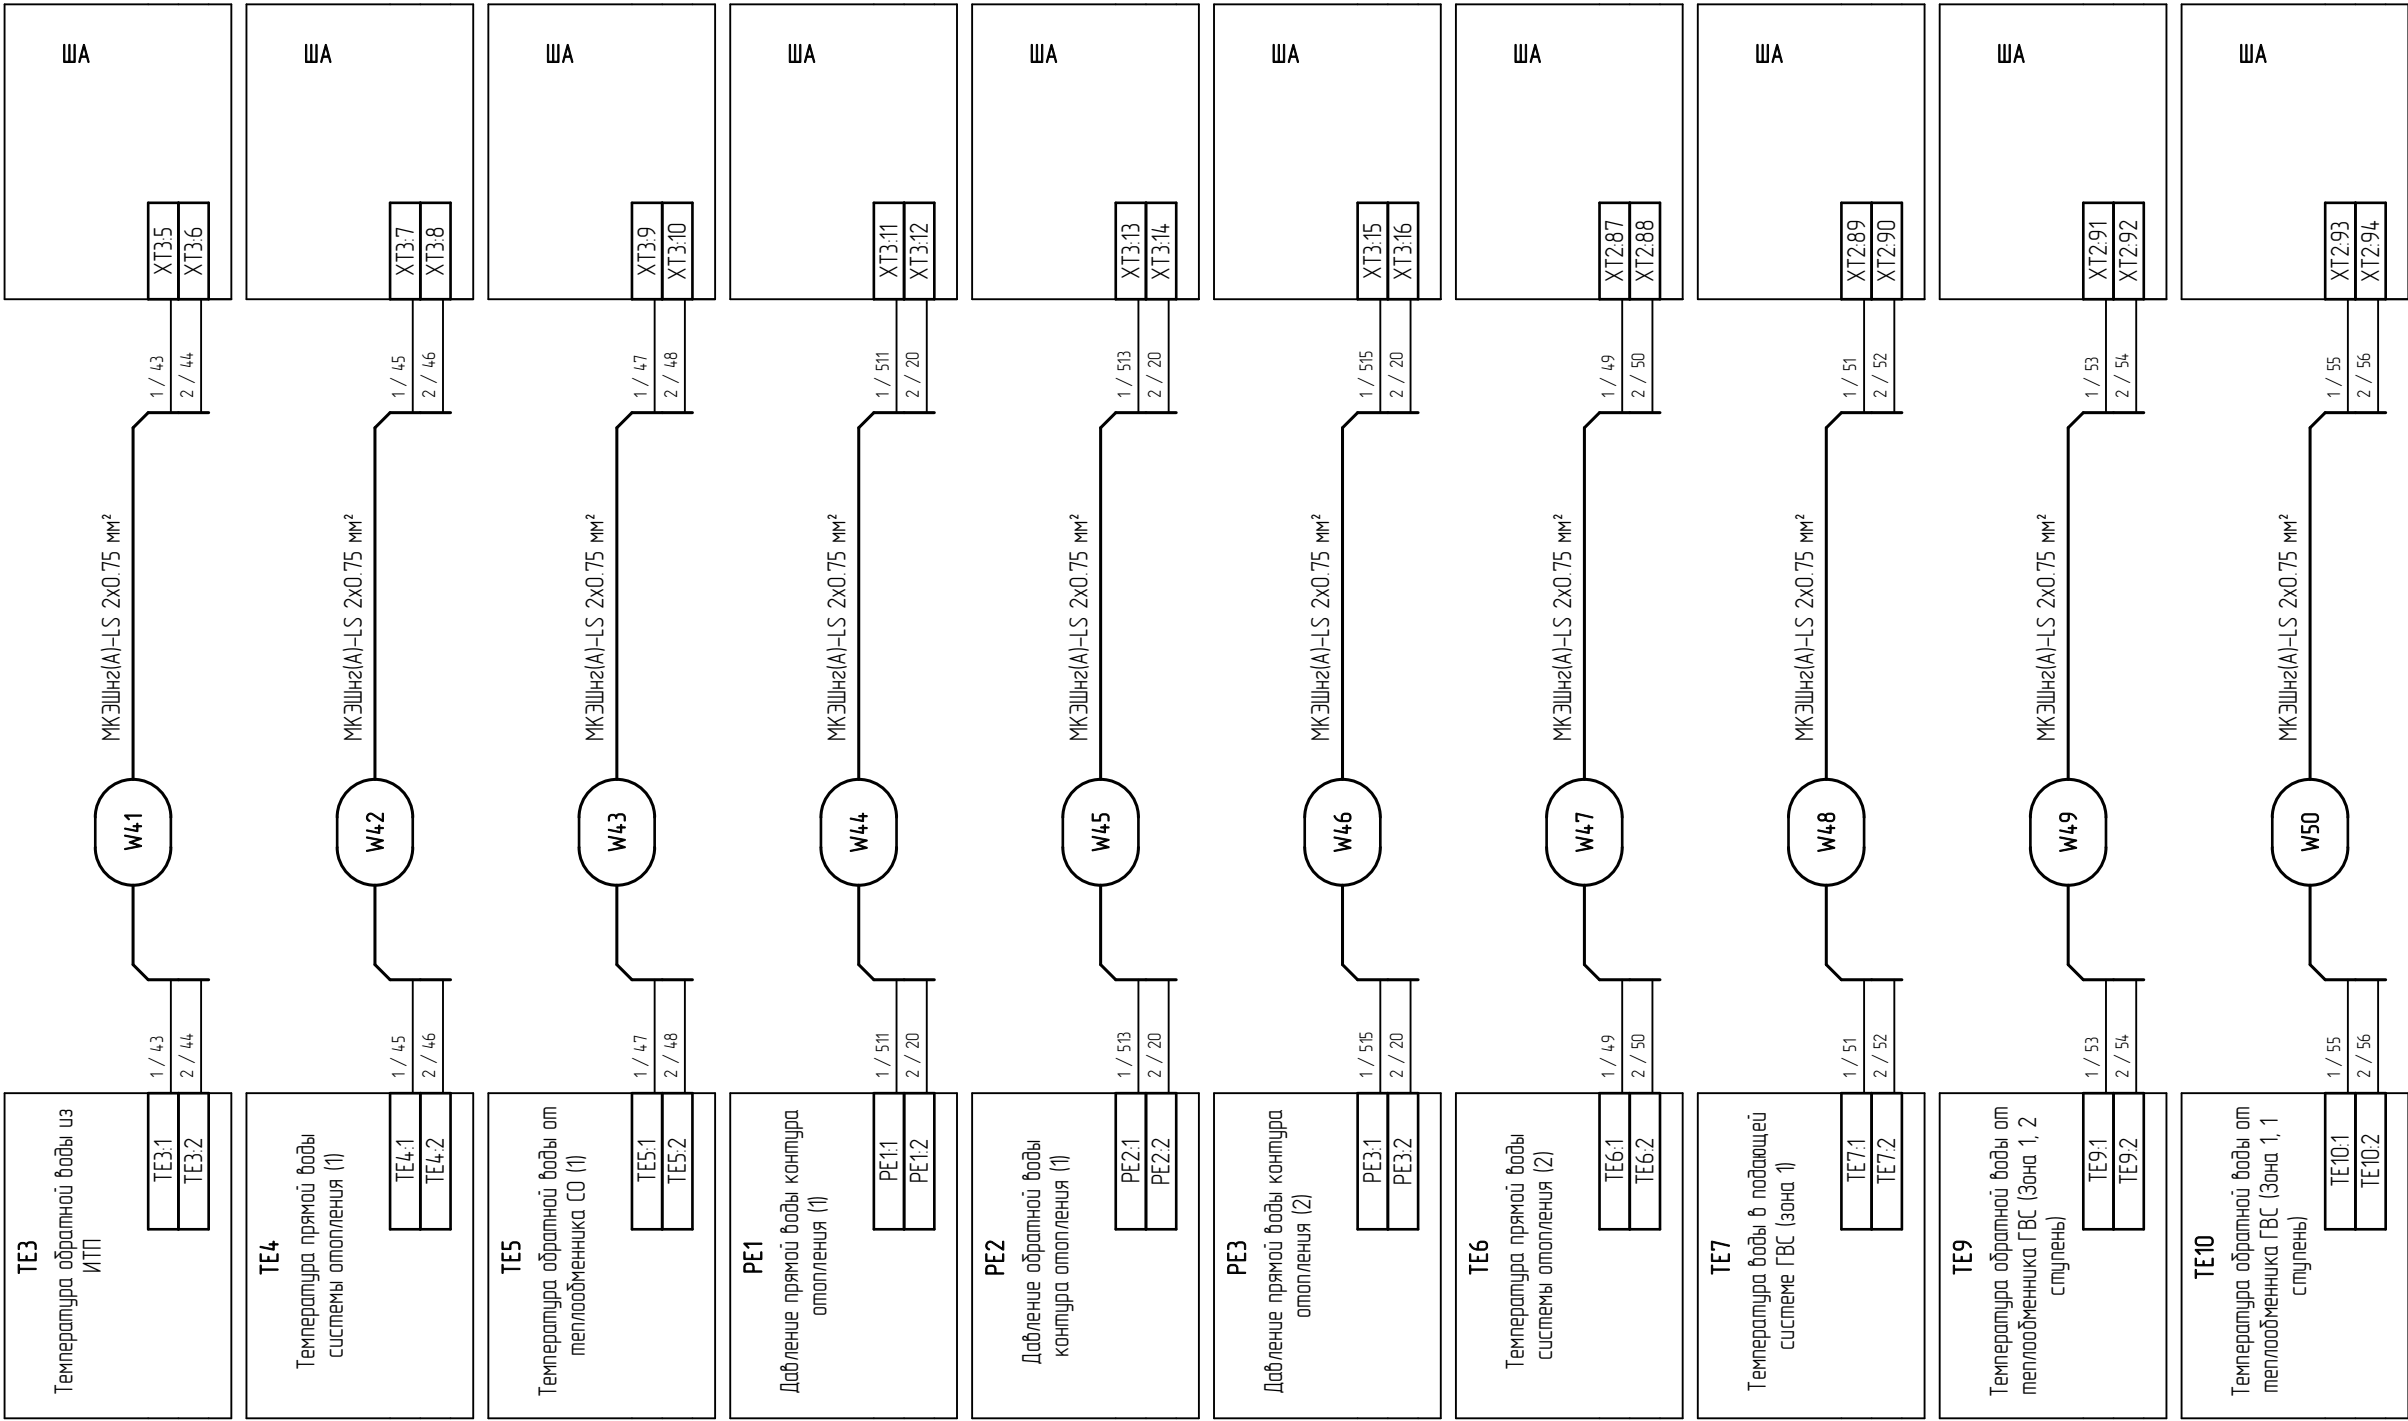 ТЕ3
Температура обратной воды из
ИТП
ТЕ3:1
ТЕ3:2
1 / 43
2 / 44
W41
МКЭШнг(А)-LS 2х0.75 мм²
1 / 43
2 / 44
ХТ3:5
ХТ3:6
ША
ТЕ4
Температура прямой воды
системы отопления (1)
ТЕ4:1
ТЕ4:2
1 / 45
2 / 46
W42
МКЭШнг(А)-LS 2х0.75 мм²
1 / 45
2 / 46
ХТ3:7
ХТ3:8
ША
ТЕ5
Температура обратной воды от
теплообменника СО (1)
ТЕ5:1
ТЕ5:2
1 / 47
2 / 48
W43
МКЭШнг(А)-LS 2х0.75 мм²
1 / 47
2 / 48
ХТ3:9
ХТ3:10
ША
РЕ1
Давление прямой воды контура
отопления (1)
РЕ1:1
РЕ1:2
1 / 511
2 / 20
W44
МКЭШнг(А)-LS 2х0.75 мм²
1 / 511
2 / 20
ХТ3:11
ХТ3:12
ША
РЕ2
Давление обратной воды
контура отопления (1)
РЕ2:1
РЕ2:2
1 / 513
2 / 20
W45
МКЭШнг(А)-LS 2х0.75 мм²
1 / 513
2 / 20
ХТ3:13
ХТ3:14
ША
РЕ3
Давление прямой воды контура
отопления (2)
РЕ3:1
РЕ3:2
1 / 515
2 / 20
W46
МКЭШнг(А)-LS 2х0.75 мм²
1 / 515
2 / 20
ХТ3:15
ХТ3:16
ША
ТЕ6
Температура прямой воды
системы отопления (2)
ТЕ6:1
ТЕ6:2
1 / 49
2 / 50
W47
МКЭШнг(А)-LS 2х0.75 мм²
1 / 49
2 / 50
ХТ2:87
ХТ2:88
ША
ТЕ7
Температура воды в подающей
системе ГВС (зона 1)
ТЕ7:1
ТЕ7:2
1 / 51
2 / 52
W48
МКЭШнг(А)-LS 2х0.75 мм²
1 / 51
2 / 52
ХТ2:89
ХТ2:90
ША
ТЕ9
Температура обратной воды от
теплообменника ГВС (Зона 1, 2
ступень)
ТЕ9:1
ТЕ9:2
1 / 53
2 / 54
W49
МКЭШнг(А)-LS 2х0.75 мм²
1 / 53
2 / 54
ХТ2:91
ХТ2:92
ША
ТЕ10
Температура обратной воды от
теплообменника ГВС (Зона 1, 1
ступень)
ТЕ10:1
ТЕ10:2
1 / 55
2 / 56
W50
МКЭШнг(А)-LS 2х0.75 мм²
1 / 55
2 / 56
ХТ2:93
ХТ2:94
ША